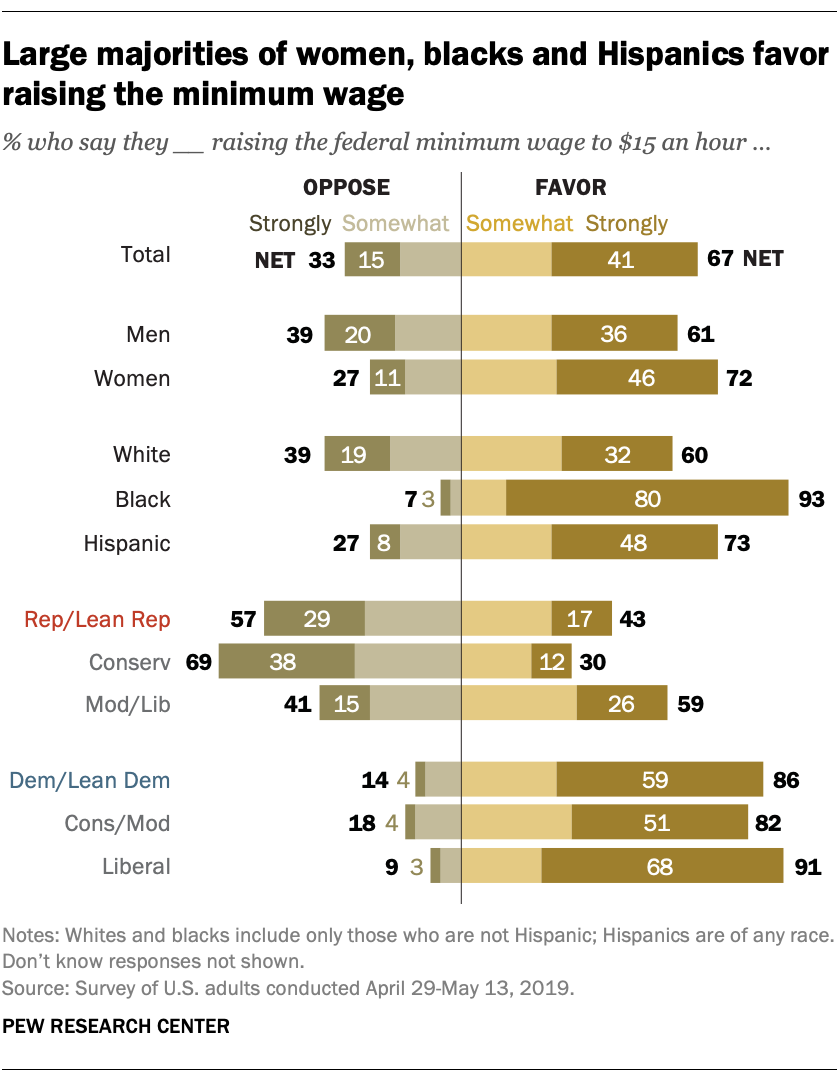 Large majorities of women, blacks and Hispanics favor
raising the minimum wage
% who say they __ raising the federal minimum wage to $15 an hour ...
OPPOSE FAVOR
Strongly Somewhat Somewhat Strongly
Total NET 33 15 41 67 NET
Men 39 20 36 61
Women 27 11 46 72
White 39 19 32 60
Black 7 3 80 93
Hispanic 27 8 48 73
Rep/Lean Rep 57 29 17 43
Conserv 69 38 12 30
Mod/Lib 41 15 26 59
Dem/Lean Dem 14 4 59 86
Cons/Mod 18 4 51 82
Liberal 9 3 68 91
Notes: Whites and blacks include only those who are not Hispanic; Hispanics are of any race.
Don't know responses not shown.
Source: Survey of U.S. adults conducted April 29-May 13, 2019.
PEW RESEARCH CENTER